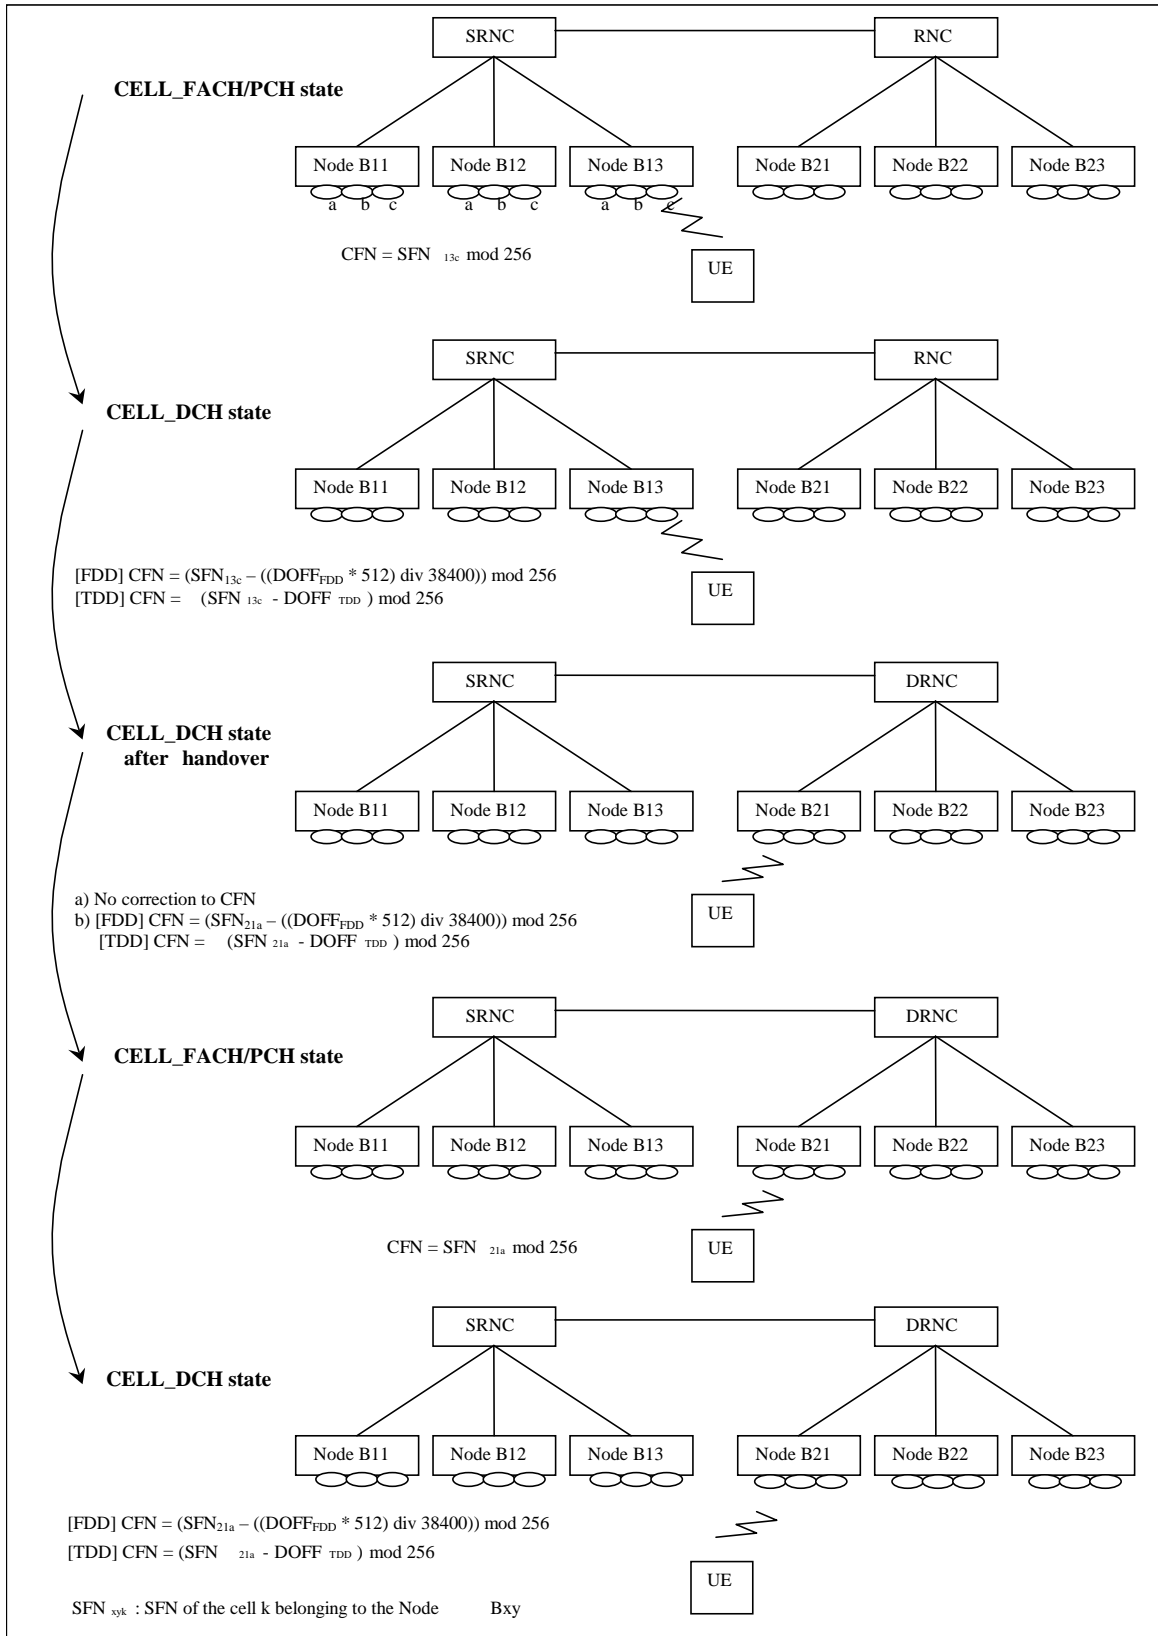 SRNC RNC
CELL_FACH/PCH state
Node B11 Node B12 Node B13 Node B21 Node B22 Node B23
a b c a b c a b c
CFN = SFN 13c mod 256
UE
SRNC RNC
CELL_DCH state
Node B11 Node B12 Node B13 Node B21 Node B22 Node B23
[FDD] CFN = (SFN13c – ((DOFFFDD * 512) div 38400)) mod 256
[TDD] CFN = (SFN 13c - DOFF TDD ) mod 256
UE
SRNC DRNC
CELL_DCH state
after handover
Node B11 Node B12 Node B13 Node B21 Node B22 Node B23
a) No correction to CFN
b) [FDD] CFN = (SFN21a – ((DOFFFDD * 512) div 38400)) mod 256
[TDD] CFN = (SFN 21a - DOFF TDD ) mod 256
UE
SRNC DRNC
CELL_FACH/PCH state
Node B11 Node B12 Node B13 Node B21 Node B22 Node B23
CFN = SFN 21a mod 256
UE
SRNC DRNC
CELL_DCH state
Node B11 Node B12 Node B13 Node B21 Node B22 Node B23
[FDD] CFN = (SFN21a – ((DOFFFDD * 512) div 38400)) mod 256
[TDD] CFN = (SFN 21a - DOFF TDD ) mod 256
UE
SFN xyk : SFN of the cell k belonging to the Node Bxy